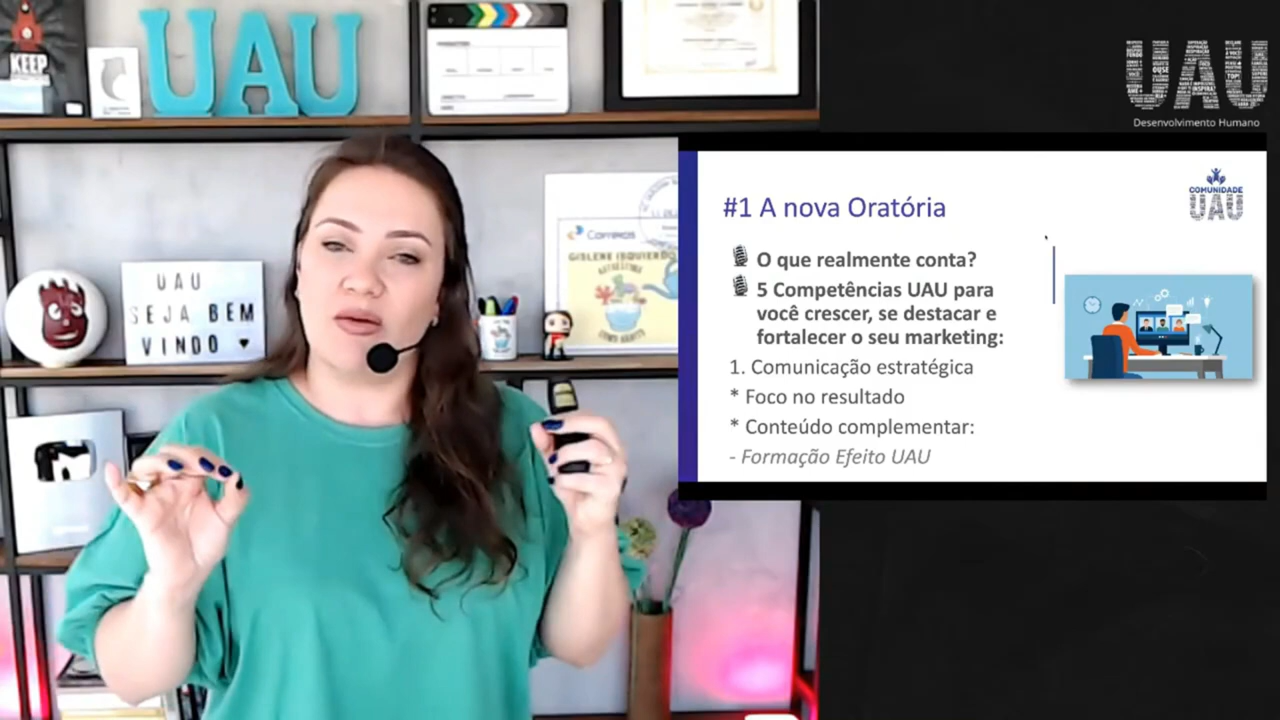 KEEP
UAU
UAU
Desenvolvimento Humano
#1 A nova Oratória
COMUNIDADE
UAU
O que realmente conta?
5 Competências UAU para
você crescer, se destacar e
fortalecer o seu marketing:
1. Comunicação estratégica
* Foco no resultado
* Conteúdo complementar:
- Formação Efeito UAU
Correios
GISLENE IZQUIERDO
UAU
SEJA BEM
VINDO ♥